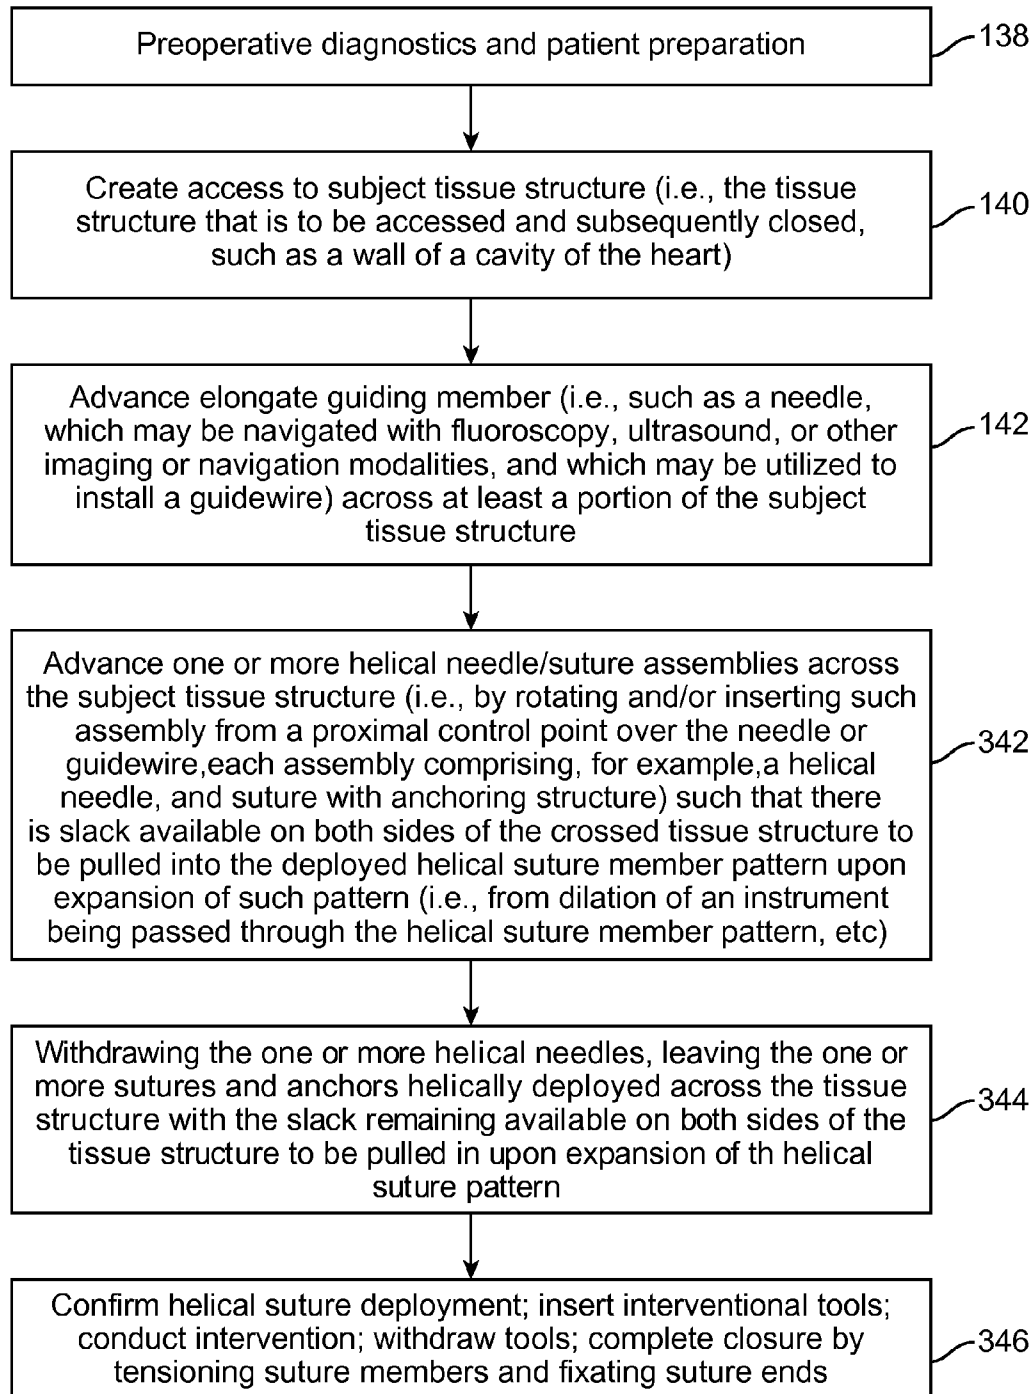 Preoperative diagnostics and patient preparation
138
Create access to subject tissue structure (i.e., the tissue
structure that is to be accessed and subsequently closed,
such as a wall of a cavity of the heart)
140
Advance elongate guiding member (i.e., such as a needle,
which may be navigated with fluoroscopy, ultrasound, or other
imaging or navigation modalities, and which may be utilized to
install a guidewire) across at least a portion of the subject
tissue structure
142
Advance one or more helical needle/suture assemblies across
the subject tissue structure (i.e., by rotating and/or inserting such
assembly from a proximal control point over the needle or
guidewire,each assembly comprising, for example,a helical
needle, and suture with anchoring structure) such that there
is slack available on both sides of the crossed tissue structure to
be pulled into the deployed helical suture member pattern upon
expansion of such pattern (i.e., from dilation of an instrument
being passed through the helical suture member pattern, etc)
342
Withdrawing the one or more helical needles, leaving the one or
more sutures and anchors helically deployed across the tissue
structure with the slack remaining available on both sides of the
tissue structure to be pulled in upon expansion of th helical
suture pattern
344
Confirm helical suture deployment; insert interventional tools;
conduct intervention; withdraw tools; complete closure by
tensioning suture members and fixating suture ends
346